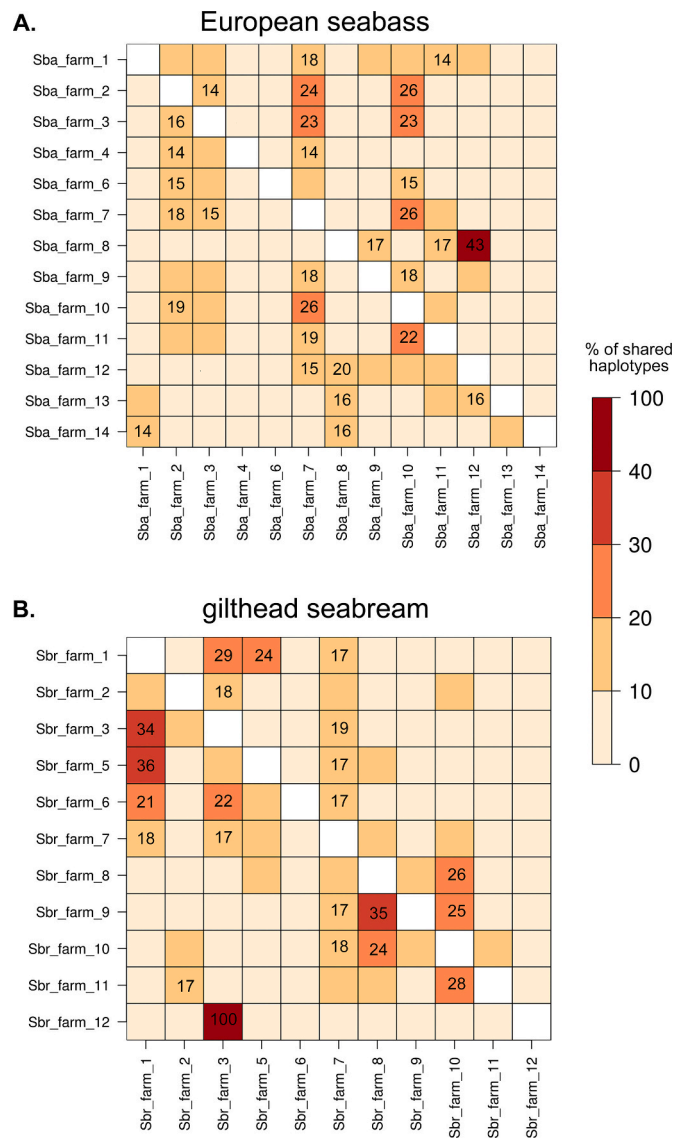 A. European seabass
Sba_farm_1 18 14
Sba_farm_2 14 24 26
Sba_farm_3 16 23 23
Sba_farm_4 14 14
Sba_farm_6 15 15
Sba_farm_7 18 15 26
Sba_farm_8 17 17 43
Sba_farm_9 18 18
Sba_farm_10 19 26
Sba_farm_11 19 22
Sba_farm_12 15 20
Sba_farm_13 16 16
Sba_farm_14 14 16
Sba_farm_1 Sba_farm_2 Sba_farm_3 Sba_farm_4 Sba_farm_6 Sba_farm_7 Sba_farm_8 Sba_farm_9 Sba_farm_10 Sba_farm_11 Sba_farm_12 Sba_farm_13 Sba_farm_14
% of shared
haplotypes
100
40
30
20
10
0
B. gilthead seabream
Sbr_farm_1 29 24 17
Sbr_farm_2 18
Sbr_farm_3 34 19
Sbr_farm_5 36 17
Sbr_farm_6 21 22 17
Sbr_farm_7 18 17
Sbr_farm_8 26
Sbr_farm_9 17 35 25
Sbr_farm_10 18 24
Sbr_farm_11 17 28
Sbr_farm_12 100
Sbr_farm_1 Sbr_farm_2 Sbr_farm_3 Sbr_farm_5 Sbr_farm_6 Sbr_farm_7 Sbr_farm_8 Sbr_farm_9 Sbr_farm_10 Sbr_farm_11 Sbr_farm_12